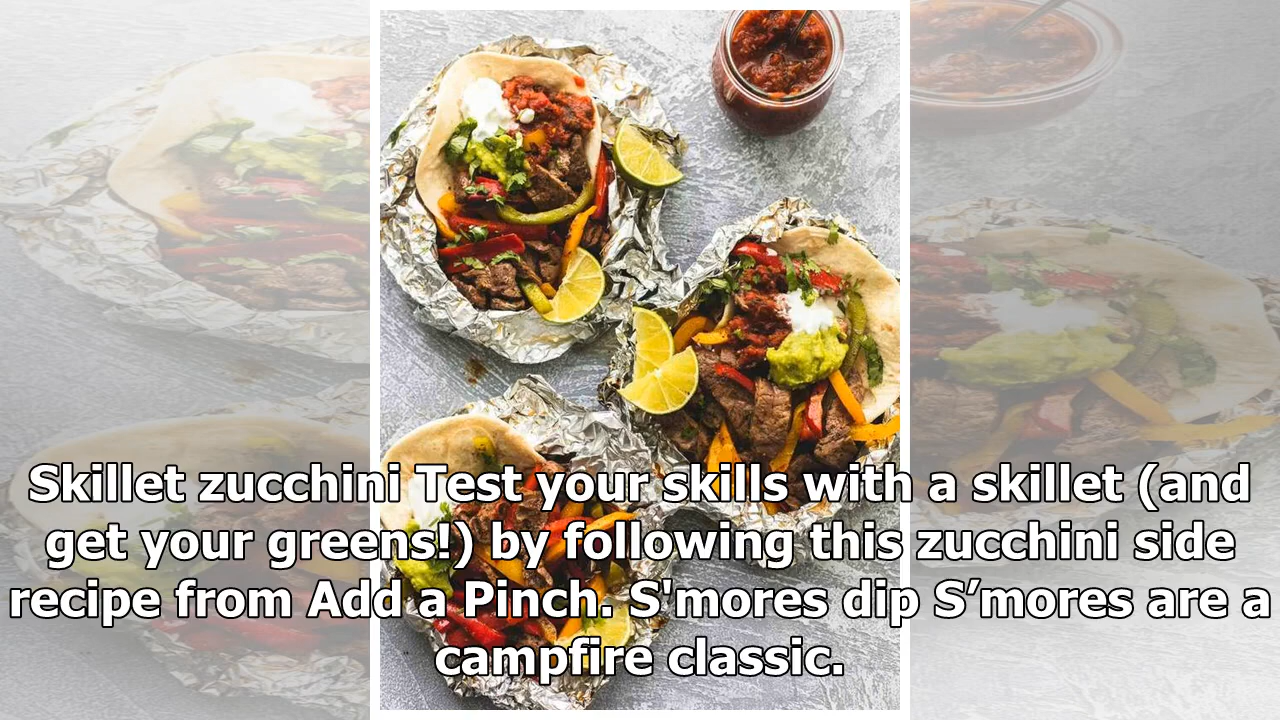 Skillet zucchini Test your skills with a skillet (and
get your greens!) by following this zucchini side
recipe from Add a Pinch. S'mores dip S’mores are a
campfire classic.